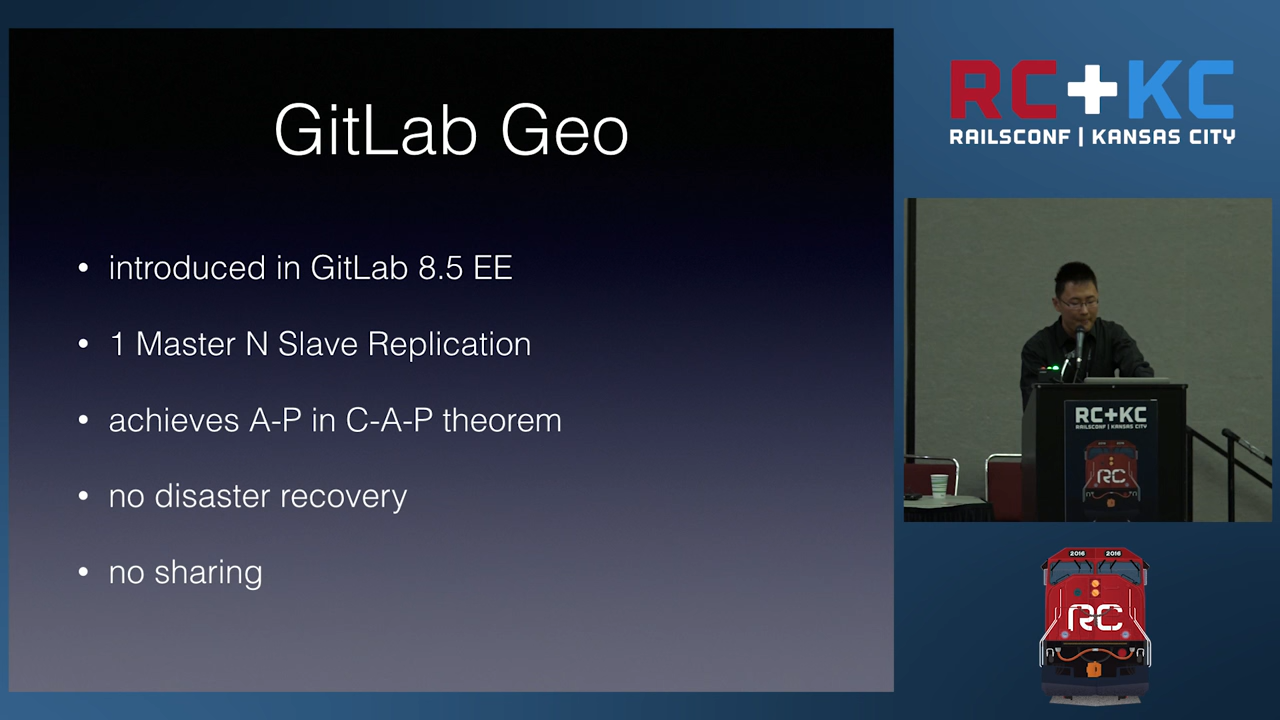 GitLab Geo
• introduced in GitLab 8.5 EE
• 1 Master N Slave Replication
• achieves A-P in C-A-P theorem
• no disaster recovery
• no sharing
RC+KC
RAILSCONF | KANSAS CITY
RC+KC
RAILSCONF | KANSAS CITY
RC
2016 2016
RC